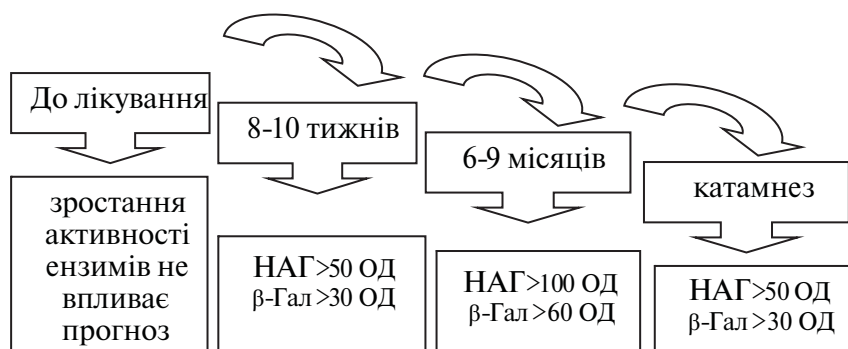 До лікування
зростання
активності
ензимів не
впливає
прогноз
8-10 тижнів
НАГ>50 ОД
β-Гал>30 ОД
6-9 місяців
НАГ>100 ОД
β-Гал>60 ОД
катамнез
НАГ>50 ОД
β-Гал>30 ОД